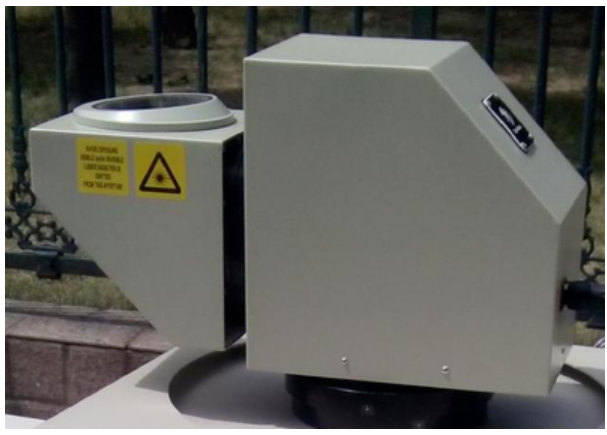 AVOID EXPOSURE
VISIBLE and/or INVISIBLE
LASER RADIATION IS
EMITTED
FROM THIS APERTURE